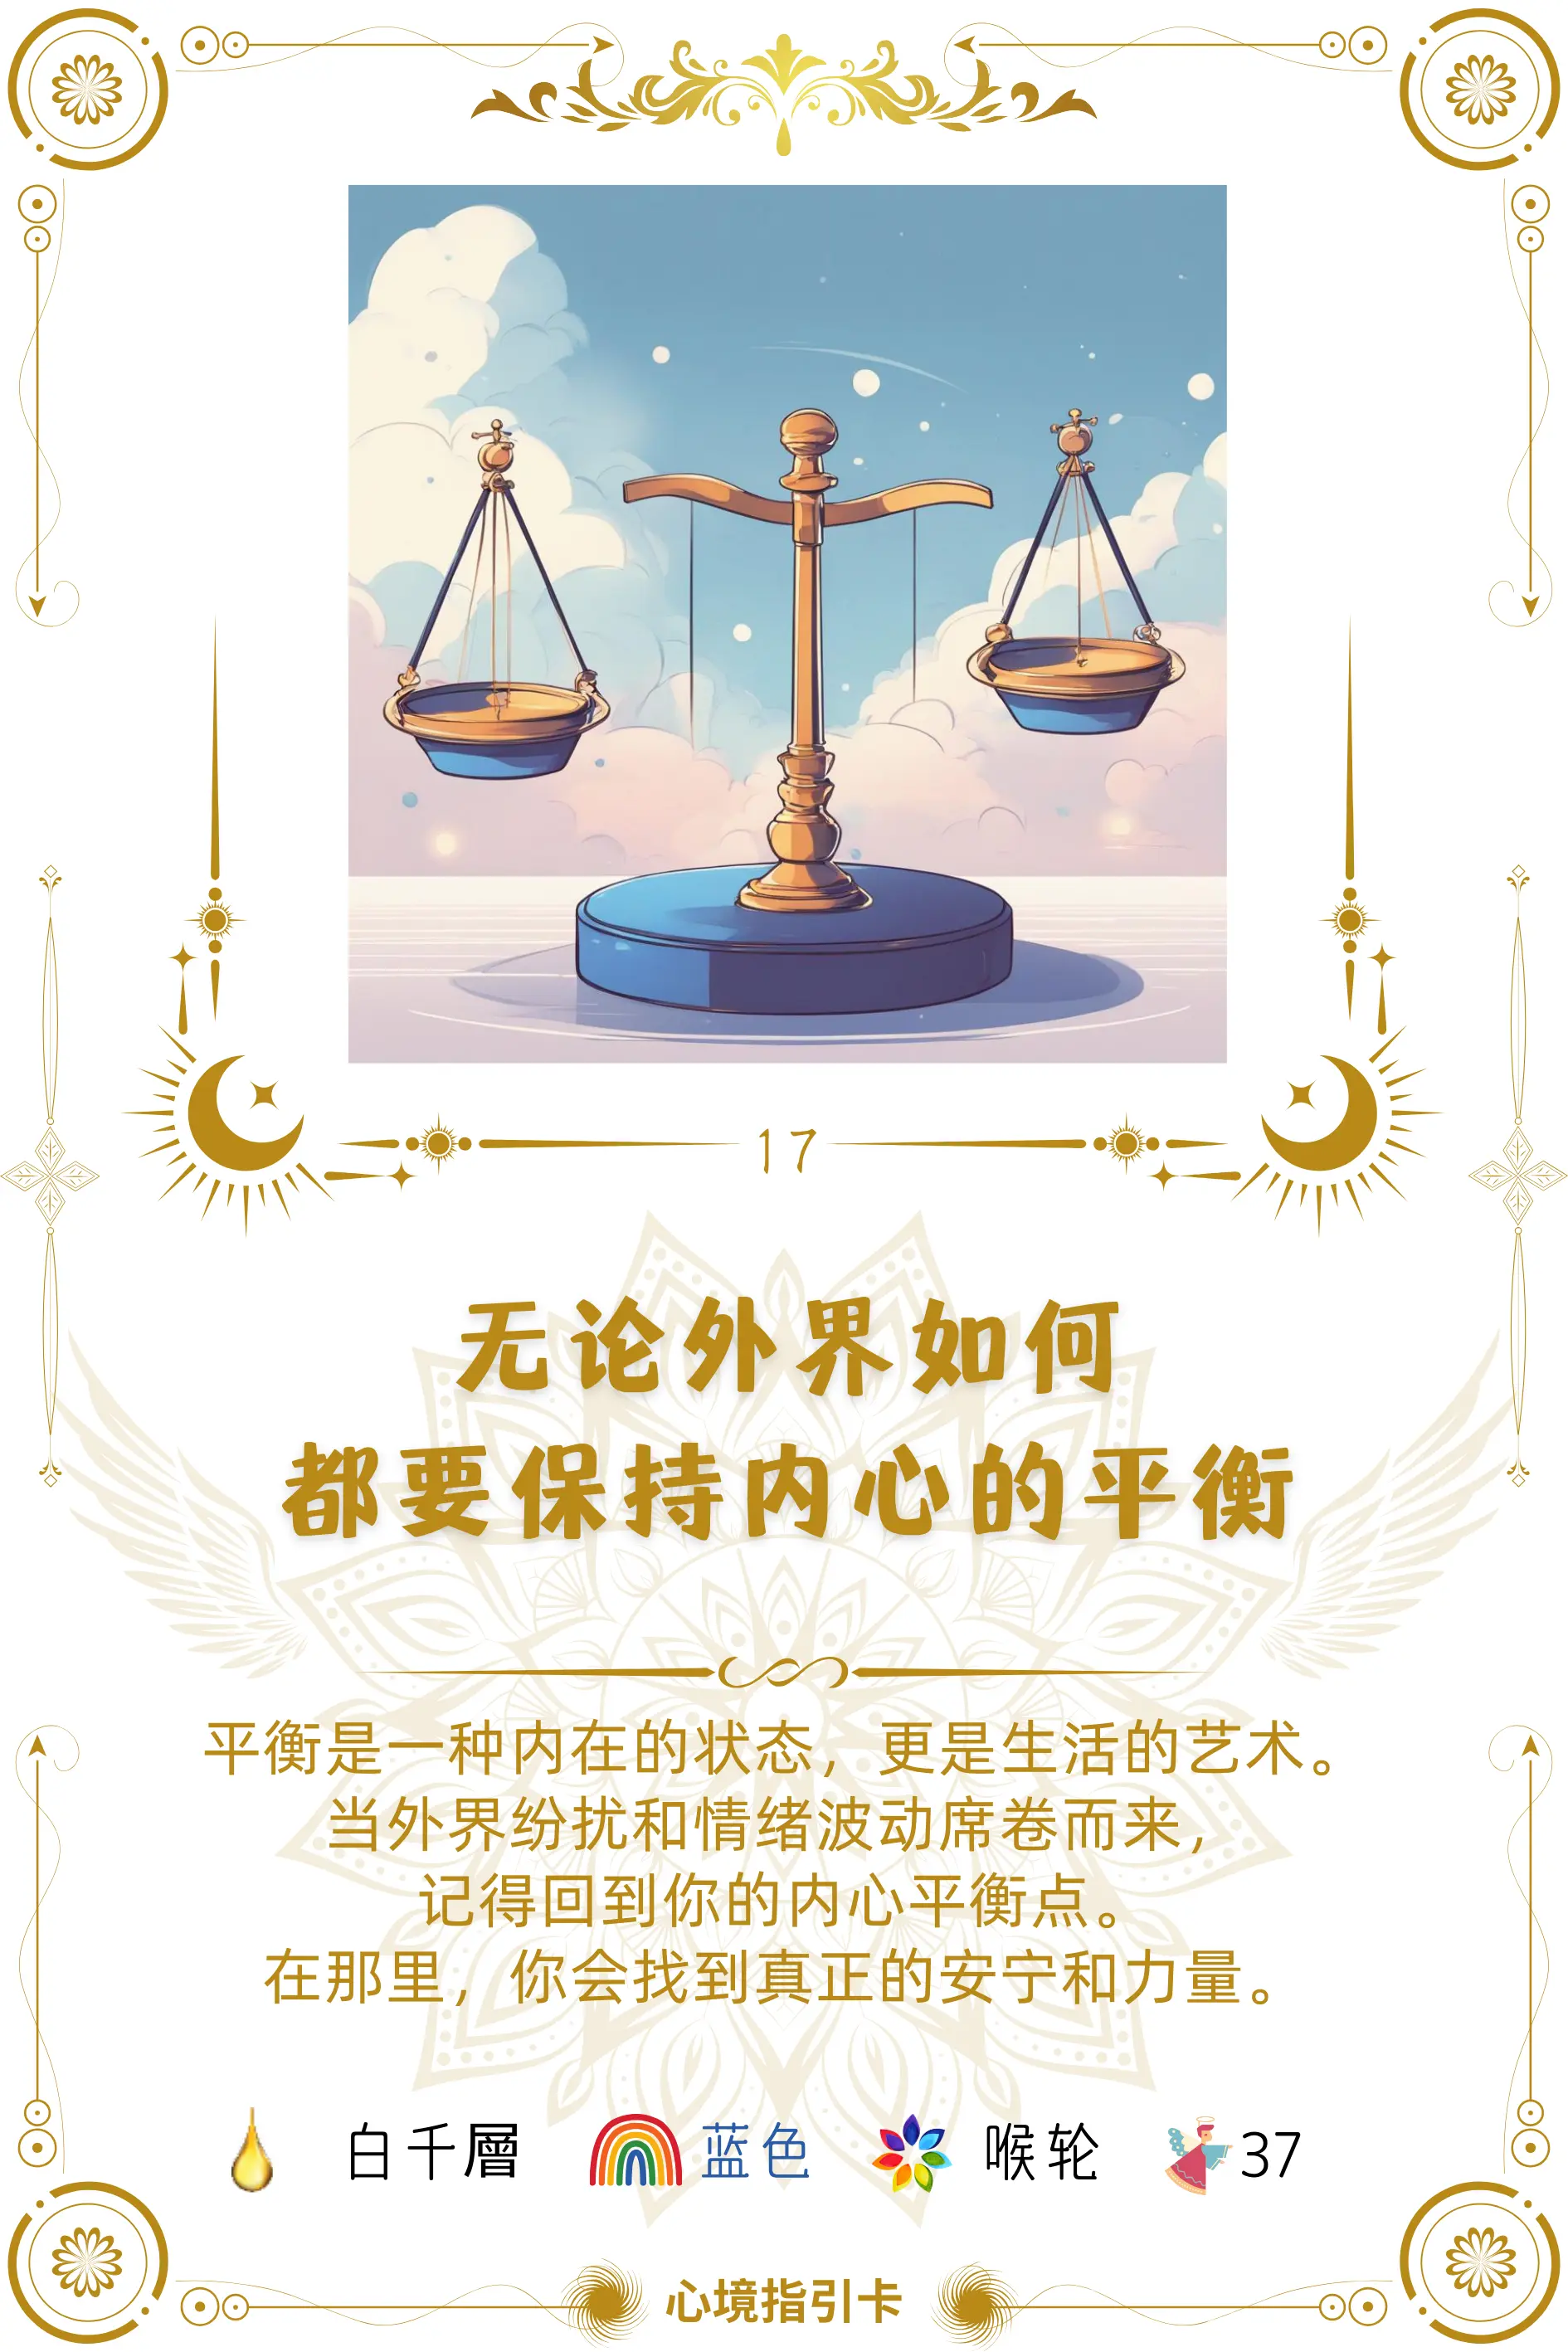 17
无论外界如何
都要保持内心的平衡
平衡是一种内在的状态，更是生活的艺术。
当外界纷扰和情绪波动席卷而来，
记得回到你的内心平衡点。
在那里，你会找到真正的安宁和力量。
白千層 蓝色 喉轮 37
心境指引卡